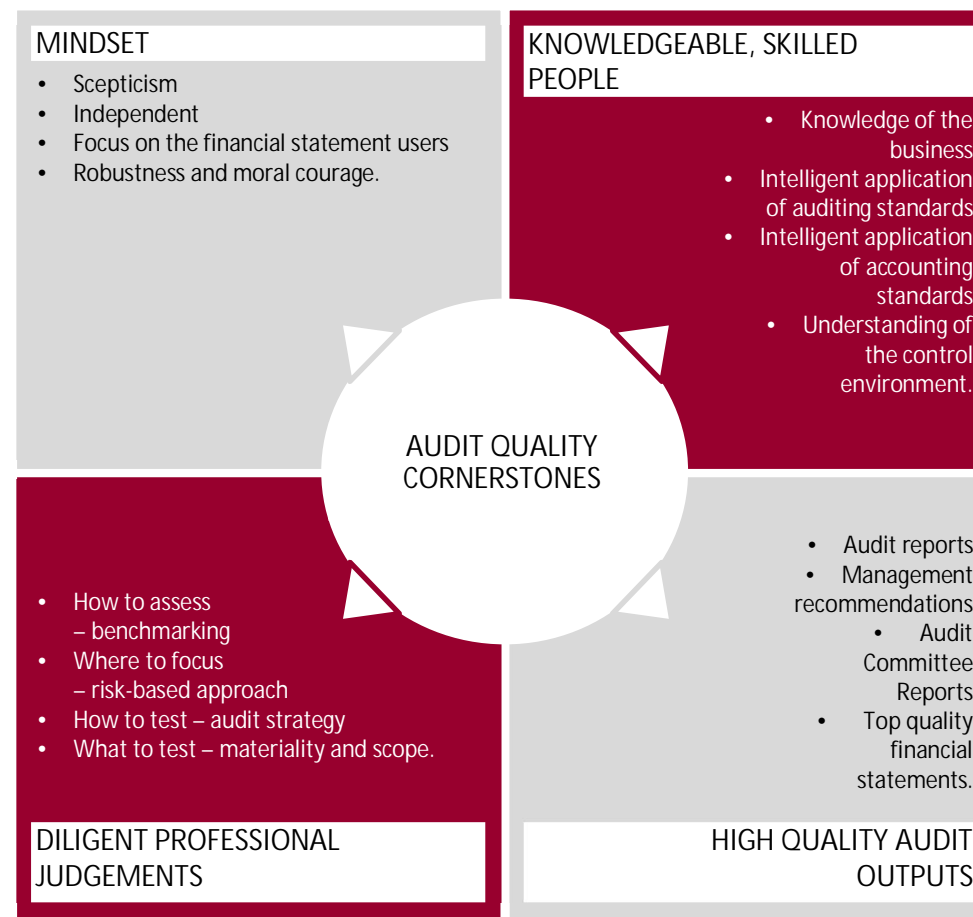 MINDSET
• Scepticism
• Independent
• Focus on the financial statement users
• Robustness and moral courage.
KNOWLEDGEABLE, SKILLED
PEOPLE
• Knowledge of the
business
• Intelligent application
of auditing standards
• Intelligent application
of accounting
standards
• Understanding of
the control
environment.
AUDIT QUALITY
CORNERSTONES
• How to assess
– benchmarking
• Where to focus
– risk-based approach
• How to test – audit strategy
• What to test – materiality and scope.
DILIGENT PROFESSIONAL
JUDGEMENTS
• Audit reports
• Management
recommendations
• Audit
Committee
Reports
• Top quality
financial
statements.
HIGH QUALITY AUDIT
OUTPUTS